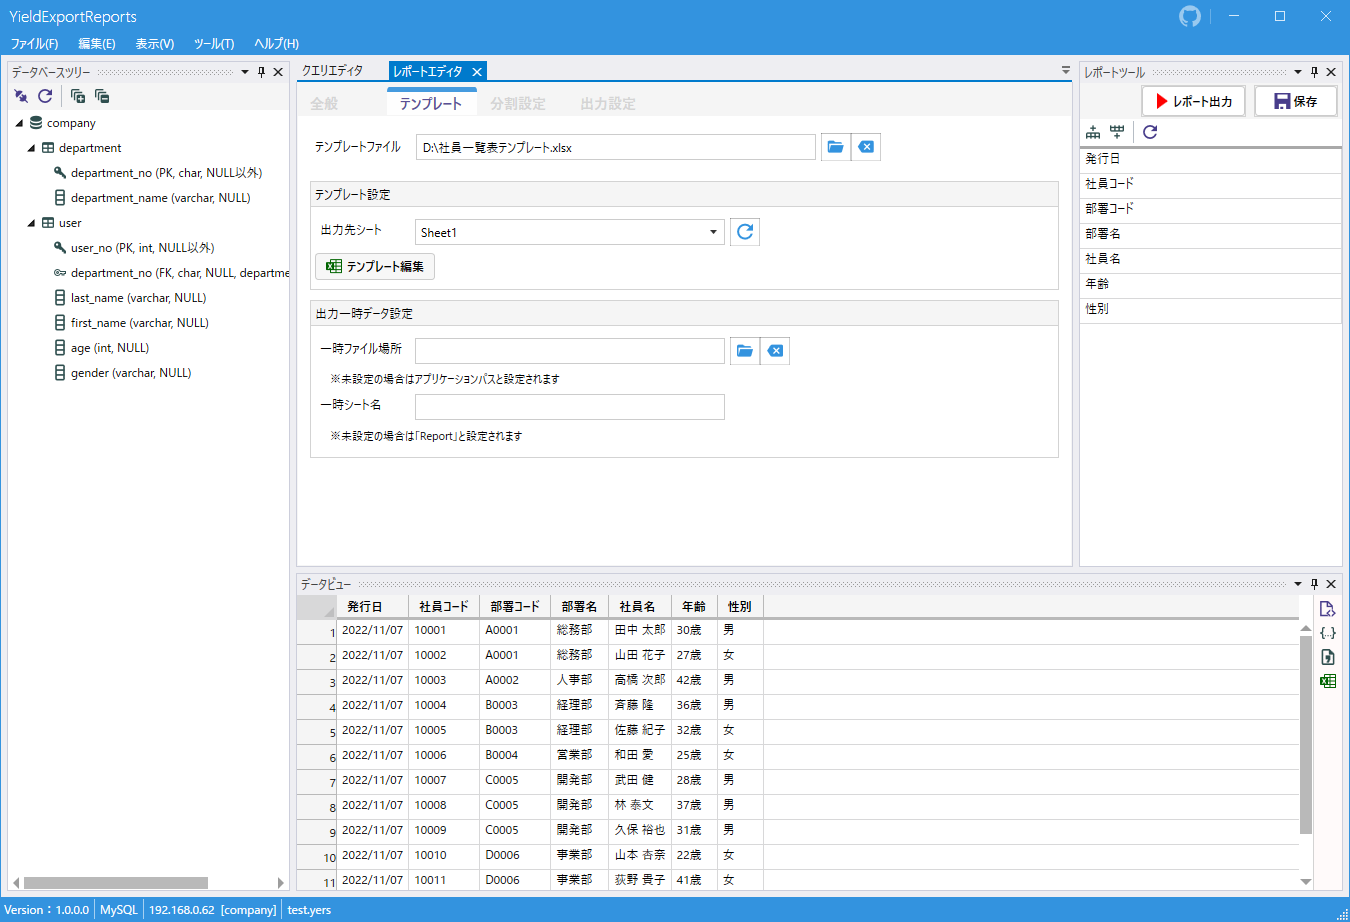 YieldExportReports
ファイル(F) 編集(E) 表示(V) ツール(T) ヘルプ(H)
データベースツリー
company
department
department_no (PK, char, NULL以外)
department_name (varchar, NULL)
user
user_no (PK, int, NULL以外)
department_no (FK, char, NULL, departme
last_name (varchar, NULL)
first_name (varchar, NULL)
age (int, NULL)
gender (varchar, NULL)
クエリエディタ レポートエディタ
全般 テンプレート 分割設定 出力設定
テンプレートファイル D:\社員一覧表テンプレート.xlsx
テンプレート設定
出力先シート Sheet1
テンプレート編集
出力一時データ設定
一時ファイル場所
※未設定の場合はアプリケーションパスと設定されます
一時シート名
※未設定の場合は「Report」と設定されます
レポートツール
レポート出力 保存
発行日
社員コード
部署コード
部署名
社員名
年齢
性別
データビュー
発行日 社員コード 部署コード 部署名 社員名 年齢 性別
1 2022/11/07 10001 A0001 総務部 田中 太郎 30歳 男
2 2022/11/07 10002 A0001 総務部 山田 花子 27歳 女
3 2022/11/07 10003 A0002 人事部 高橋 次郎 42歳 男
4 2022/11/07 10004 B0003 経理部 斉藤 隆 36歳 男
5 2022/11/07 10005 B0003 経理部 佐藤 紀子 32歳 女
6 2022/11/07 10006 B0004 営業部 和田 愛 25歳 女
7 2022/11/07 10007 C0005 開発部 武田 健 28歳 男
8 2022/11/07 10008 C0005 開発部 林 泰文 37歳 男
9 2022/11/07 10009 C0005 開発部 久保 裕也 31歳 男
10 2022/11/07 10010 D0006 事業部 山本 杏奈 22歳 女
11 2022/11/07 10011 D0006 事業部 荻野 貴子 41歳 女
Version：1.0.0.0 MySQL 192.168.0.62 [company] test.yers